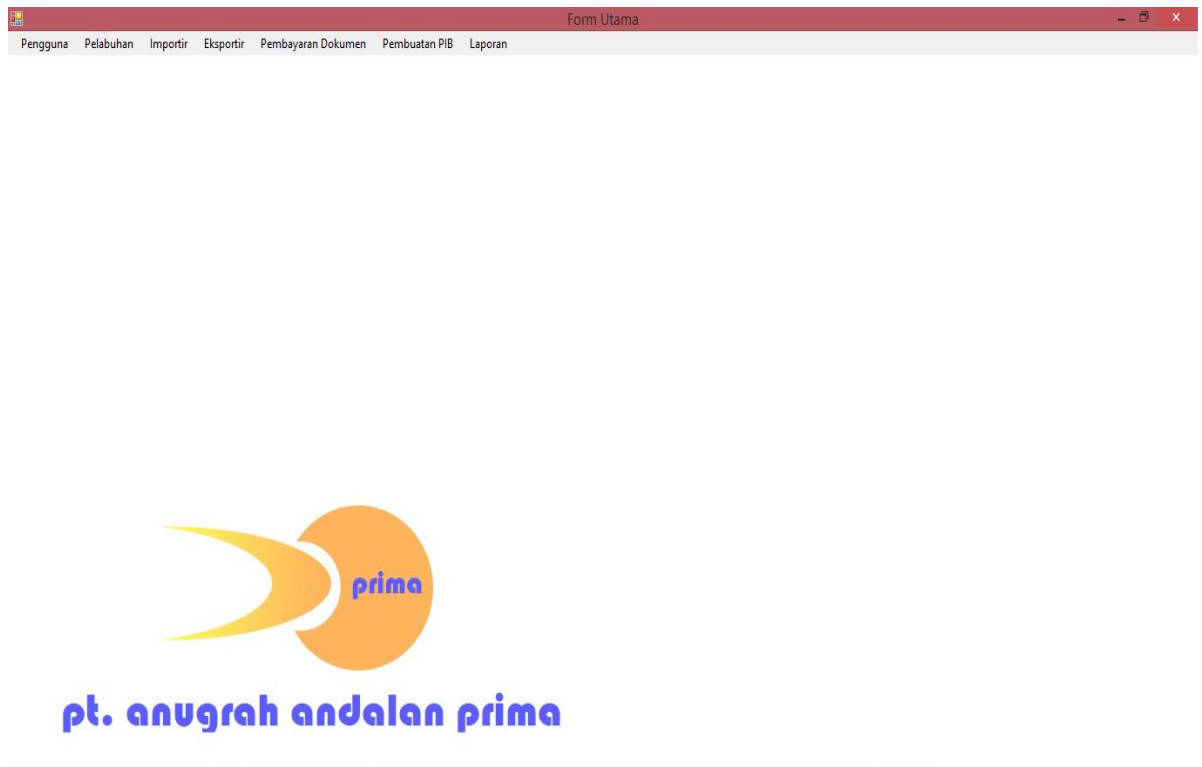 Form Utama
Pengguna Pelabuhan Importir Eksportir Pembayaran Dokumen Pembuatan PIB Laporan
prima
pt. anugrah andalan prima